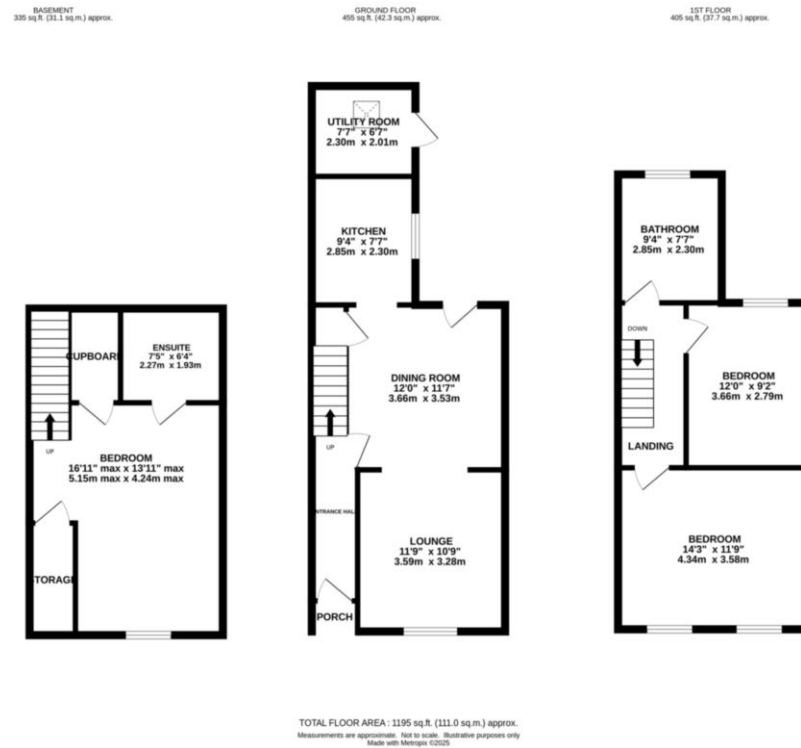 BASEMENT
335 sq.ft. (31.1 sq.m.) approx.
GROUND FLOOR
455 sq.ft. (42.3 sq.m.) approx.
1ST FLOOR
405 sq.ft. (37.7 sq.m.) approx.
UTILITY ROOM
7'7" x 6'7"
2.30m x 2.01m
KITCHEN
9'4" x 7'7"
2.85m x 2.30m
BATHROOM
9'4" x 7'7"
2.85m x 2.30m
CUPBOARD
ENSUITE
7'5" x 6'4"
2.27m x 1.93m
DOWN
DINING ROOM
12'0" x 11'7"
3.66m x 3.53m
BEDROOM
12'0" x 9'2"
3.66m x 2.79m
UP
UP
LANDING
BEDROOM
16'11" max x 13'11" max
5.15m max x 4.24m max
ENTRANCE HALL
LOUNGE
11'9" x 10'9"
3.59m x 3.28m
BEDROOM
14'3" x 11'9"
4.34m x 3.58m
STORAGE
PORCH
TOTAL FLOOR AREA : 1195 sq.ft. (111.0 sq.m.) approx.
Measurements are approximate. Not to scale. Illustrative purposes only
Made with Metropix ©2025